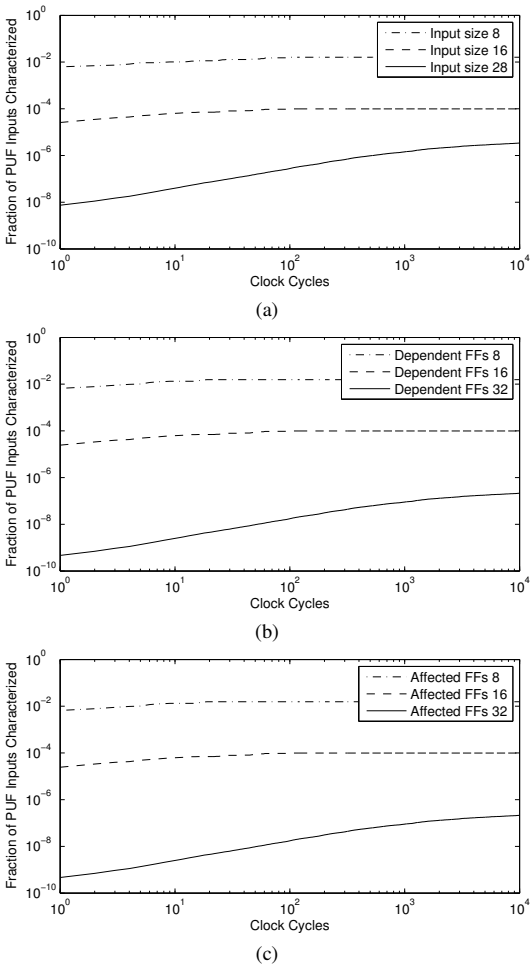 10^0
10^−2
10^−4
10^−6
10^−8
10^−10
Fraction of PUF Inputs Characterized
Input size 8
Input size 16
Input size 28
10^0 10^1 10^2 10^3 10^4
Clock Cycles
(a)
10^0
10^−2
10^−4
10^−6
10^−8
10^−10
Fraction of PUF Inputs Characterized
Dependent FFs 8
Dependent FFs 16
Dependent FFs 32
10^0 10^1 10^2 10^3 10^4
Clock Cycles
(b)
10^0
10^−2
10^−4
10^−6
10^−8
10^−10
Fraction of PUF Inputs Characterized
Affected FFs 8
Affected FFs 16
Affected FFs 32
10^0 10^1 10^2 10^3 10^4
Clock Cycles
(c)